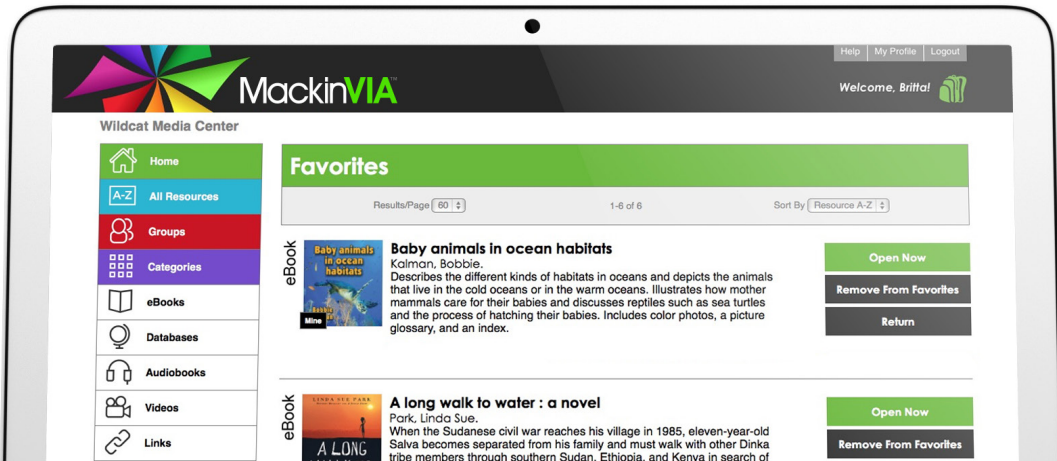 Help My Profile Logout
MackinVIA™
Welcome, Britta!
Wildcat Media Center
Home
A-Z All Resources
Groups
Categories
eBooks
Databases
Audiobooks
Videos
Links
Favorites
Results/Page 60 1-6 of 6 Sort By Resource A-Z
eBook
Baby animals in ocean habitats
Mine
Baby animals in ocean habitats
Kalman, Bobbie.
Describes the different kinds of habitats in oceans and depicts the animals
that live in the cold oceans or in the warm oceans. Illustrates how mother
mammals care for their babies and discusses reptiles such as sea turtles
and the process of hatching their babies. Includes color photos, a picture
glossary, and an index.
Open Now
Remove From Favorites
Return
eBook
LINDA SUE PARK
A LONG
A long walk to water : a novel
Park, Linda Sue.
When the Sudanese civil war reaches his village in 1985, eleven-year-old
Salva becomes separated from his family and must walk with other Dinka
tribe members through southern Sudan, Ethiopia, and Kenya in search of
Open Now
Remove From Favorites